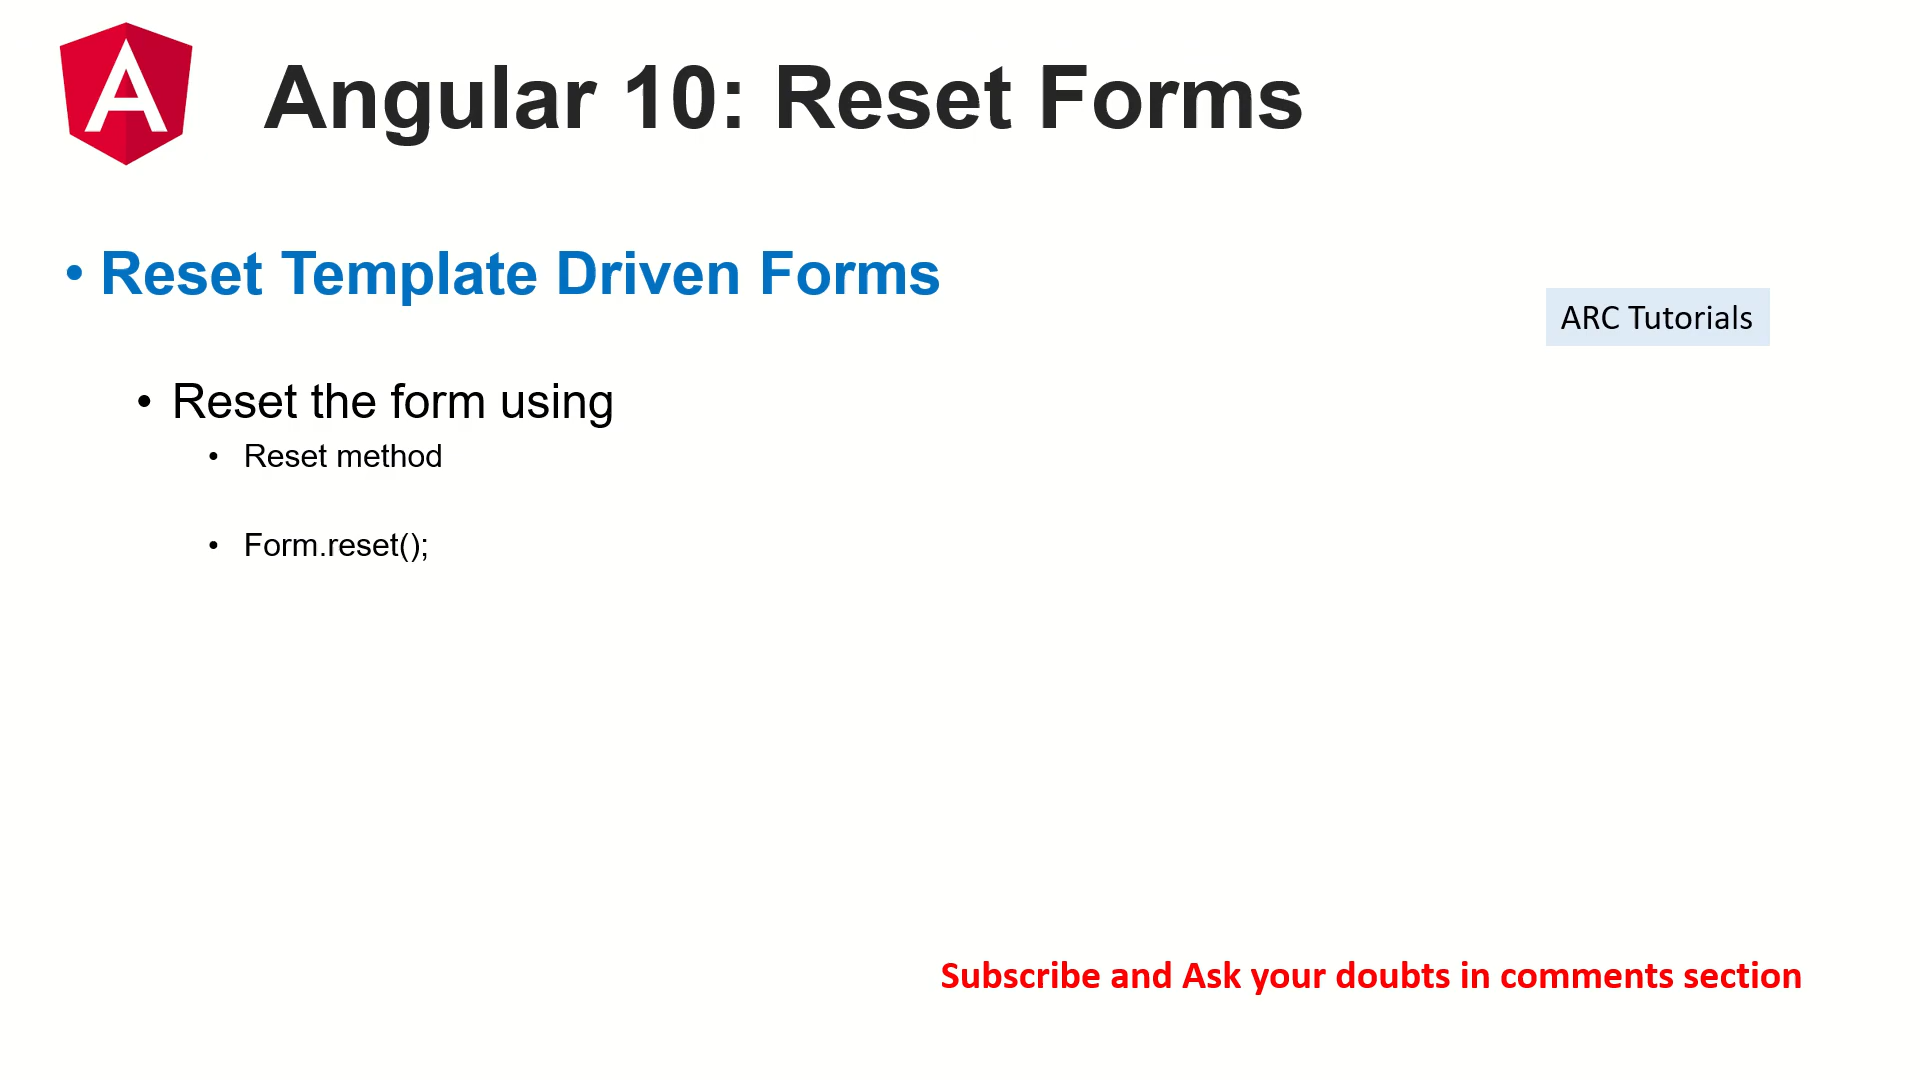 Angular 10: Reset Forms
• Reset Template Driven Forms
ARC Tutorials
• Reset the form using
• Reset method
• Form.reset();
Subscribe and Ask your doubts in comments section